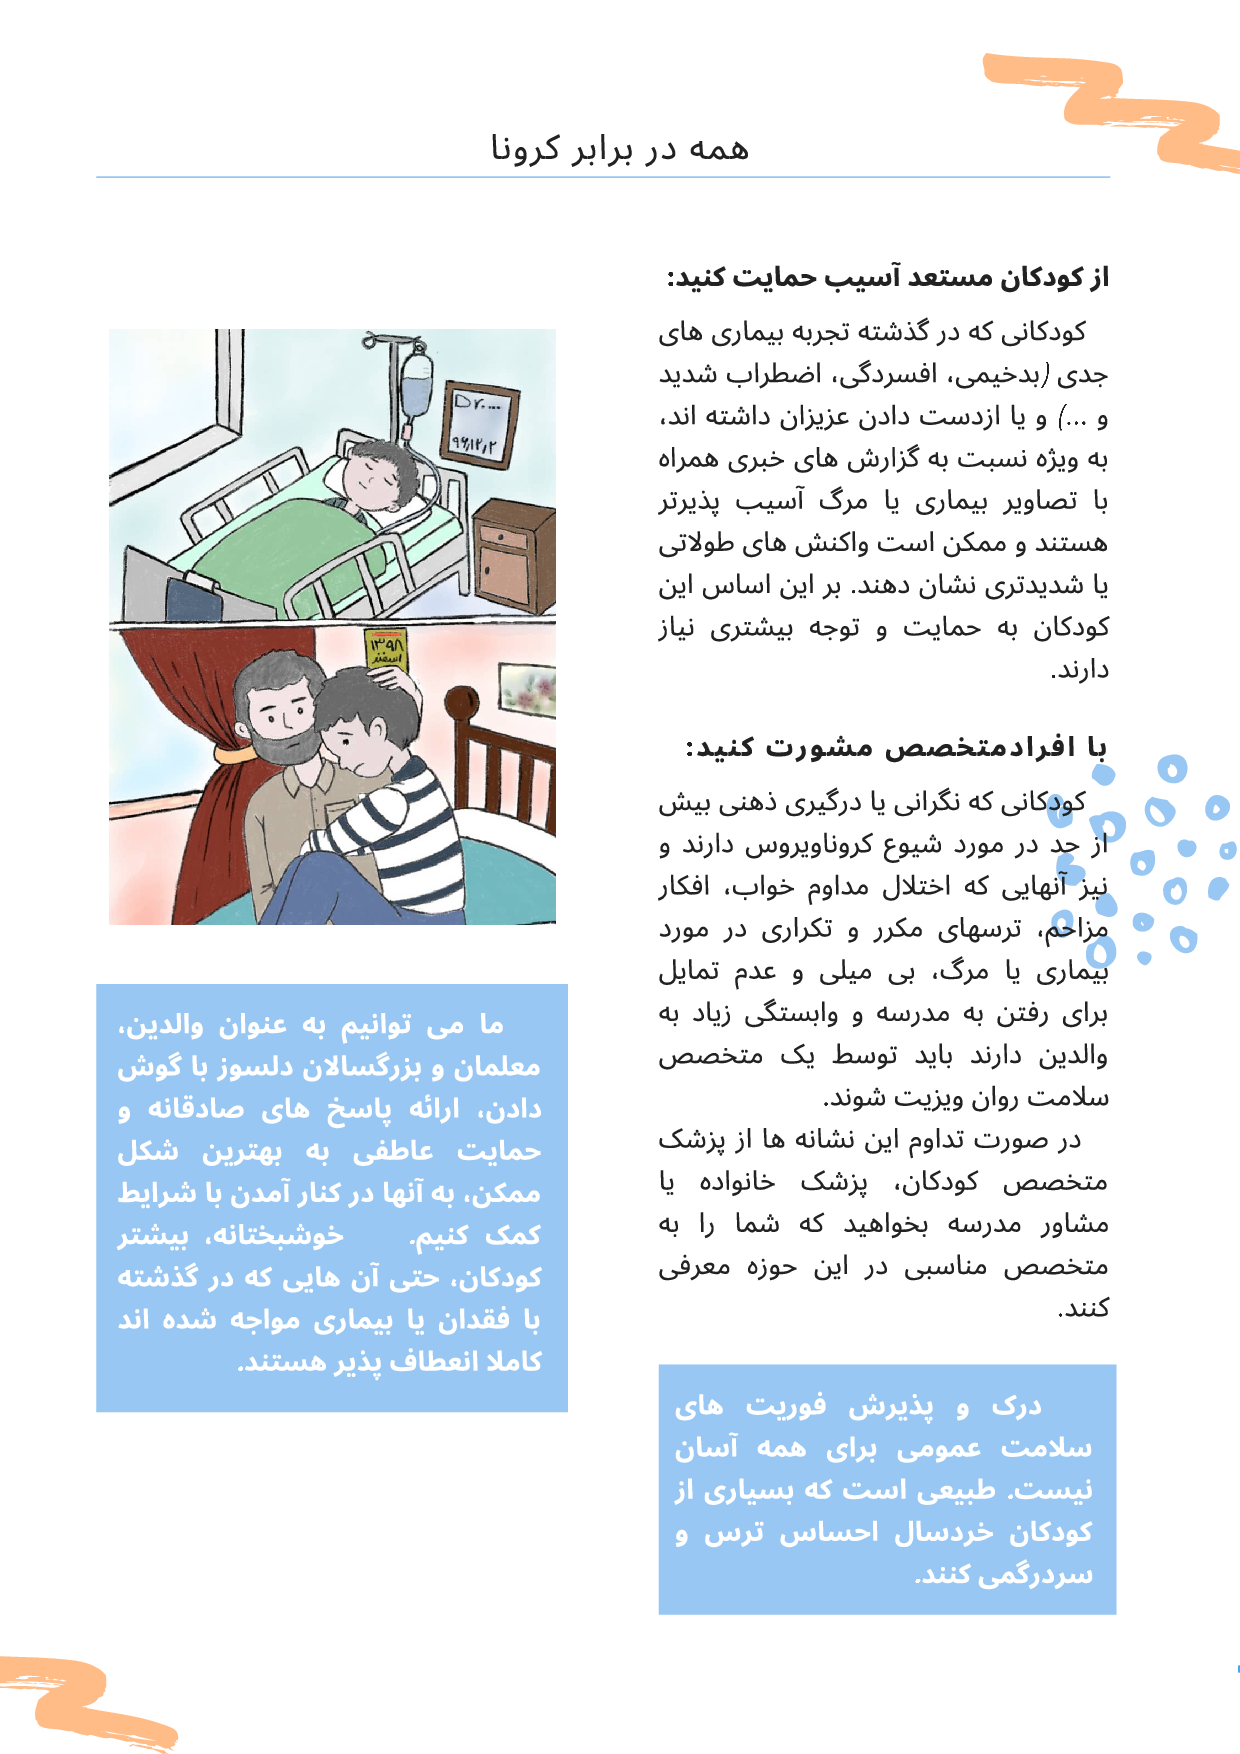 همه در برابر کرونا
از کودکان مستعد آسیب حمایت کنید:
کودکانی که در گذشته تجربه بیماری های
جدی (بدخیمی، افسردگی، اضطراب شدید
و ...) و یا ازدست دادن عزیزان داشته اند،
به ویژه نسبت به گزارش های خبری همراه
با تصاویر بیماری یا مرگ آسیب پذیرتر
هستند و ممکن است واکنش های طولاتی
یا شدیدتری نشان دهند. بر این اساس این
کودکان به حمایت و توجه بیشتری نیاز
دارند.
با افرادمتخصص مشورت کنید:
کودکانی که نگرانی یا درگیری ذهنی بیش
از حد در مورد شیوع کروناویروس دارند و
نیز آنهایی که اختلال مداوم خواب، افکار
مزاحم، ترسهای مکرر و تکراری در مورد
بیماری یا مرگ، بی میلی و عدم تمایل
برای رفتن به مدرسه و وابستگی زیاد به
والدین دارند باید توسط یک متخصص
سلامت روان ویزیت شوند.
در صورت تداوم این نشانه ها از پزشک
متخصص کودکان، پزشک خانواده یا
مشاور مدرسه بخواهید که شما را به
متخصص مناسبی در این حوزه معرفی
کنند.
درک و پذیرش فوریت های
سلامت عمومی برای همه آسان
نیست. طبیعی است که بسیاری از
کودکان خردسال احساس ترس و
سردرگمی کنند.
Dr....
۹۶,۱۲,۲
۱۳۹۸
اسفند
ما می توانیم به عنوان والدین،
معلمان و بزرگسالان دلسوز با گوش
دادن، ارائه پاسخ های صادقانه و
حمایت عاطفی به بهترین شکل
ممکن، به آنها در کنار آمدن با شرایط
کمک کنیم. خوشبختانه، بیشتر
کودکان، حتی آن هایی که در گذشته
با فقدان یا بیماری مواجه شده اند
کاملا انعطاف پذیر هستند.